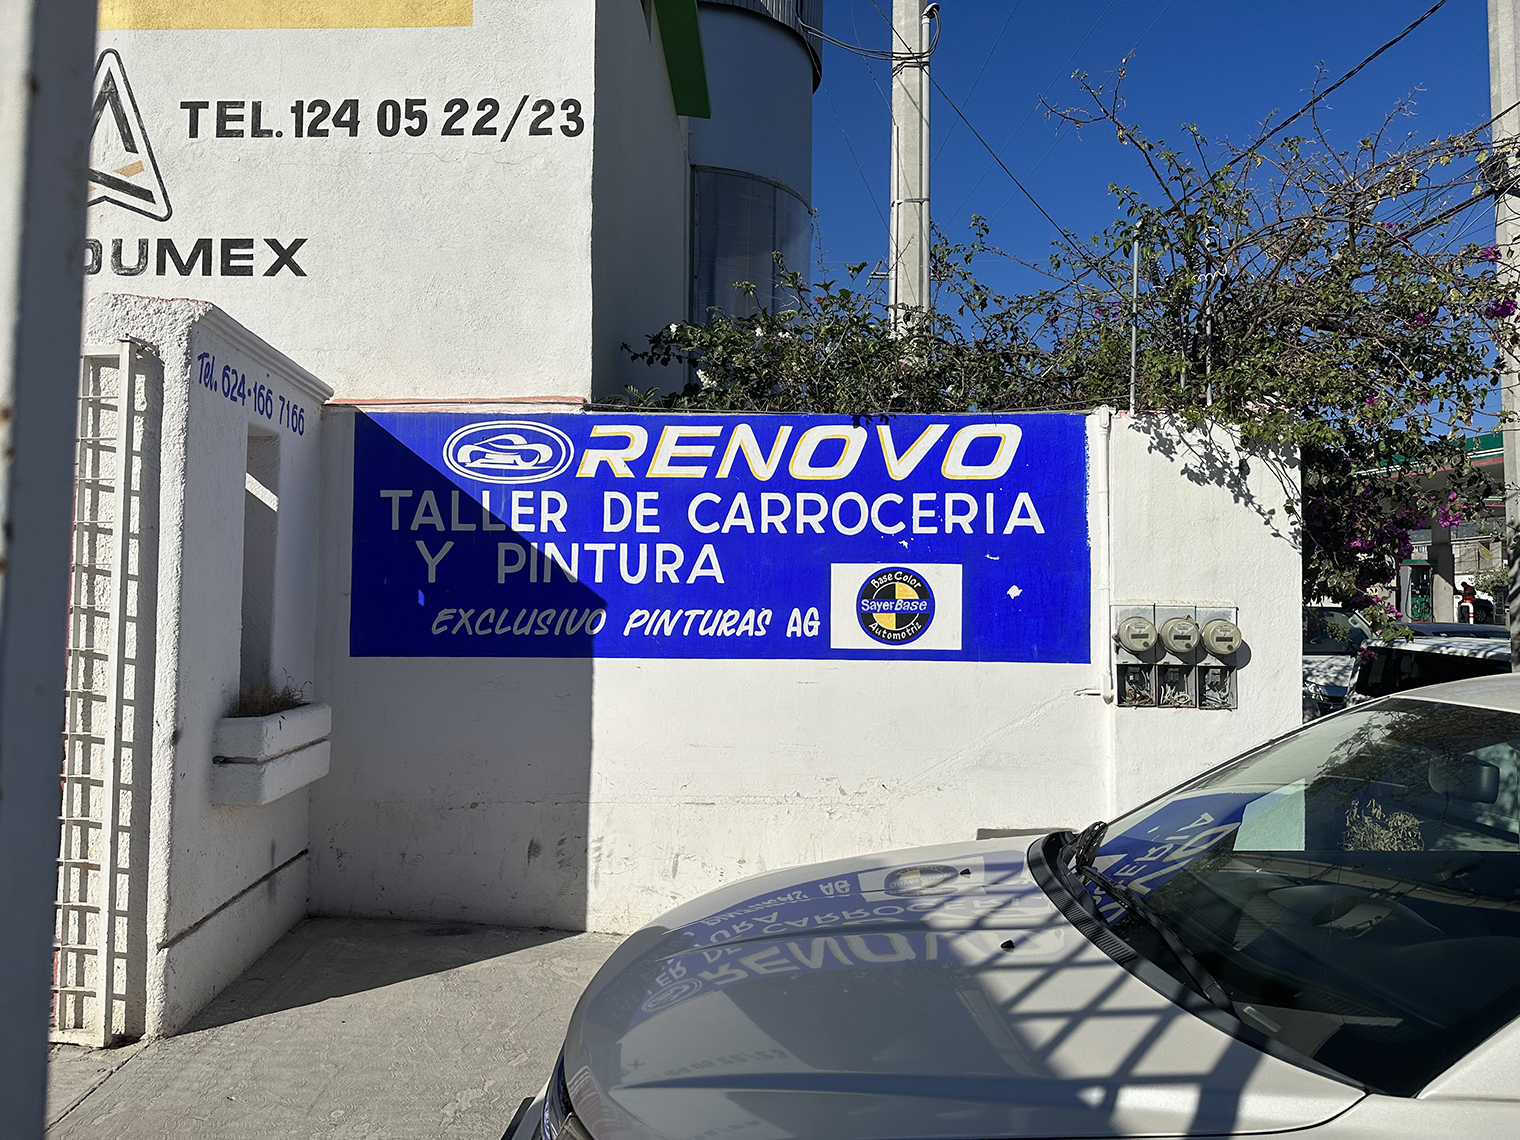 TEL. 124 05 22/23
UMEX
Tel. 624·166 7166
RENOVO
TALLER DE CARROCERIA
Y PINTURA
EXCLUSIVO PINTURAS AG
Base Color
SayerBase
Automotriz